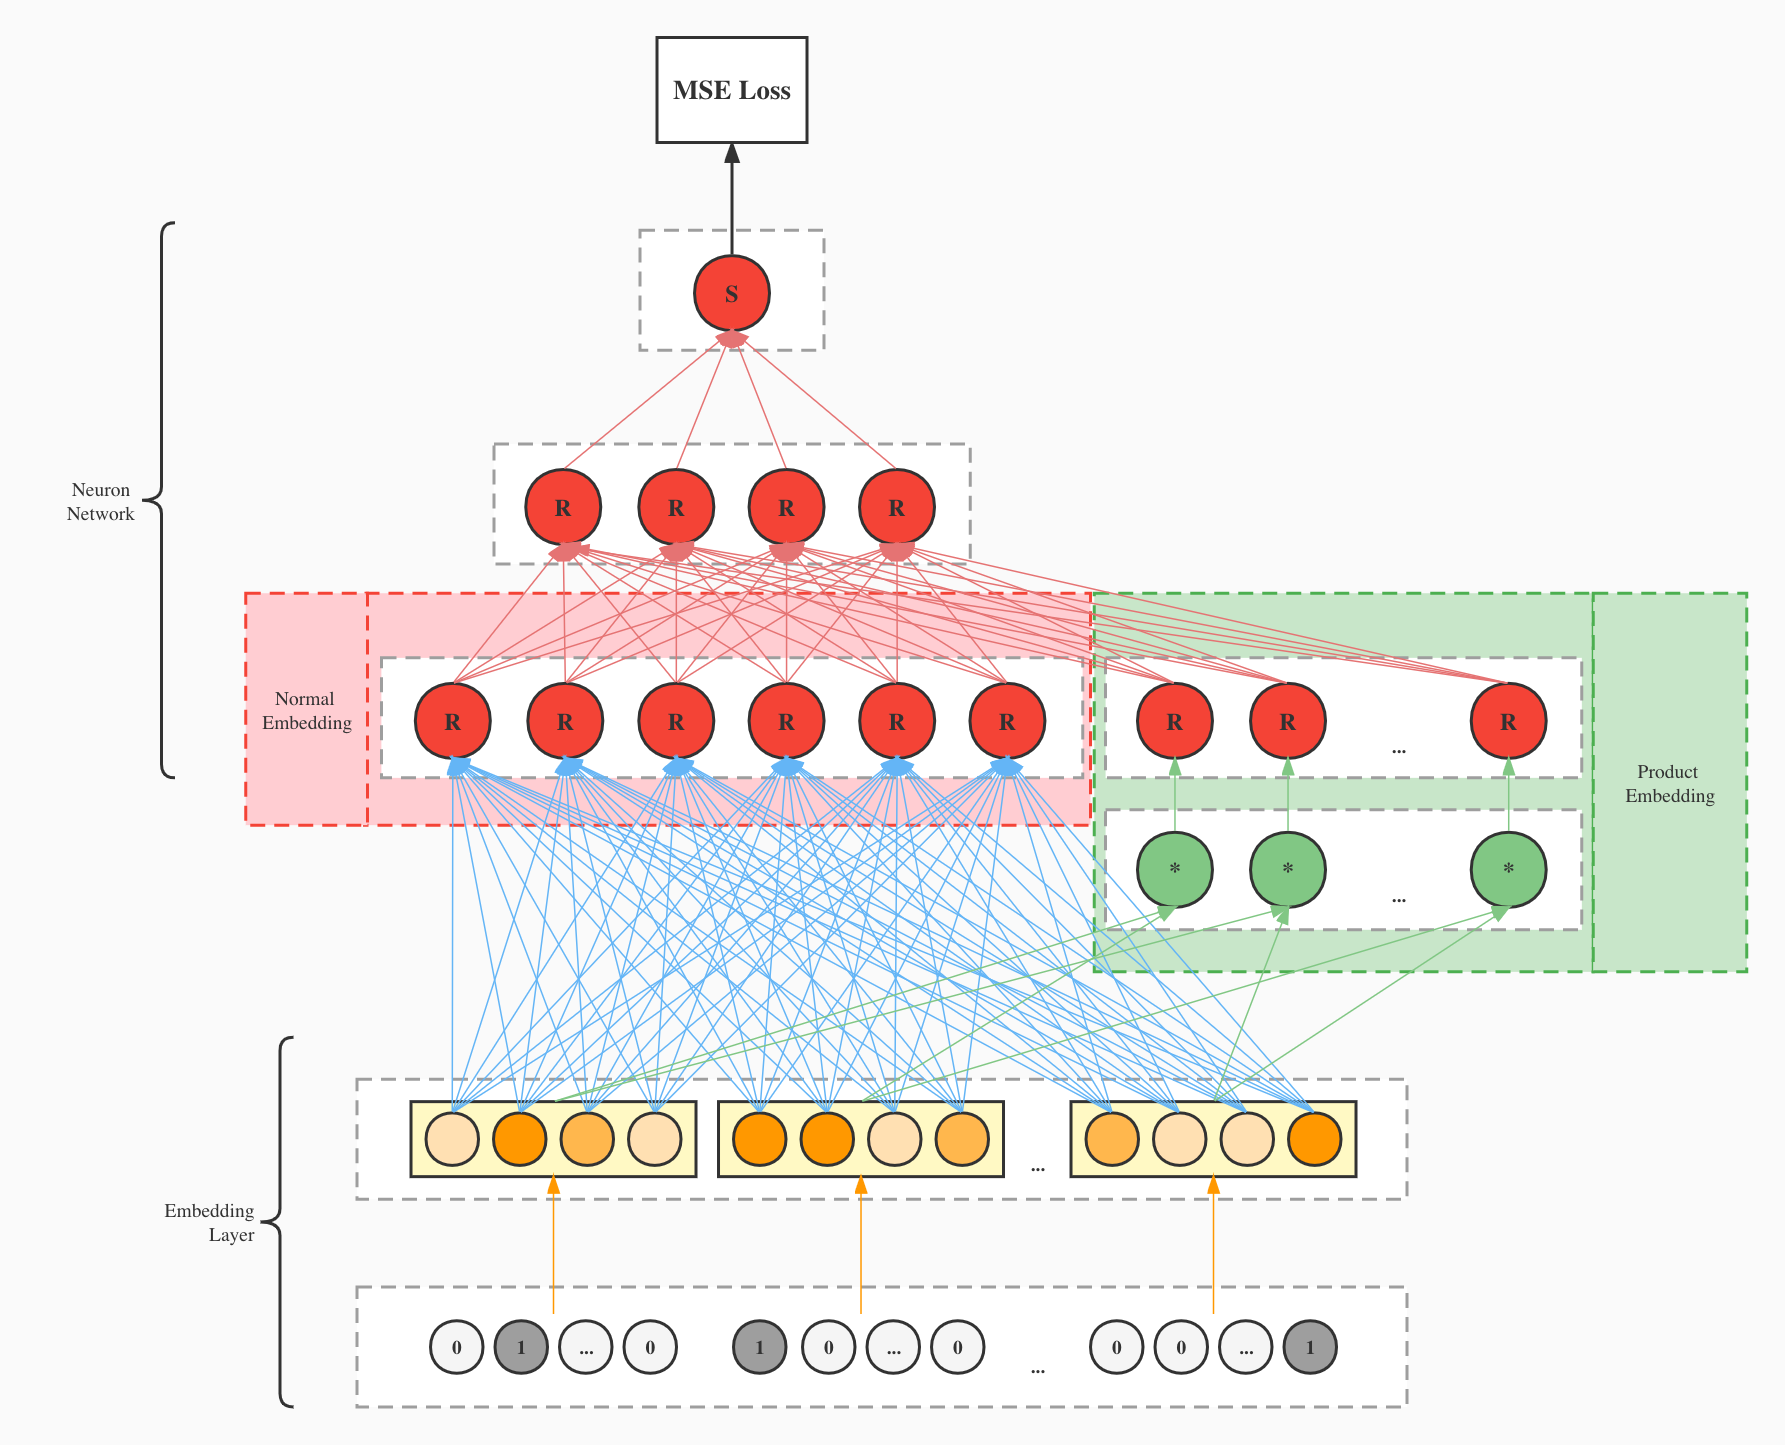 MSE Loss
S
Neuron
Network
R R R R
Normal
Embedding
R R R R R R R R ... R
Product
Embedding
* * ... *
...
Embedding
Layer
0 1 ... 0 1 0 ... 0 ... 0 0 ... 1